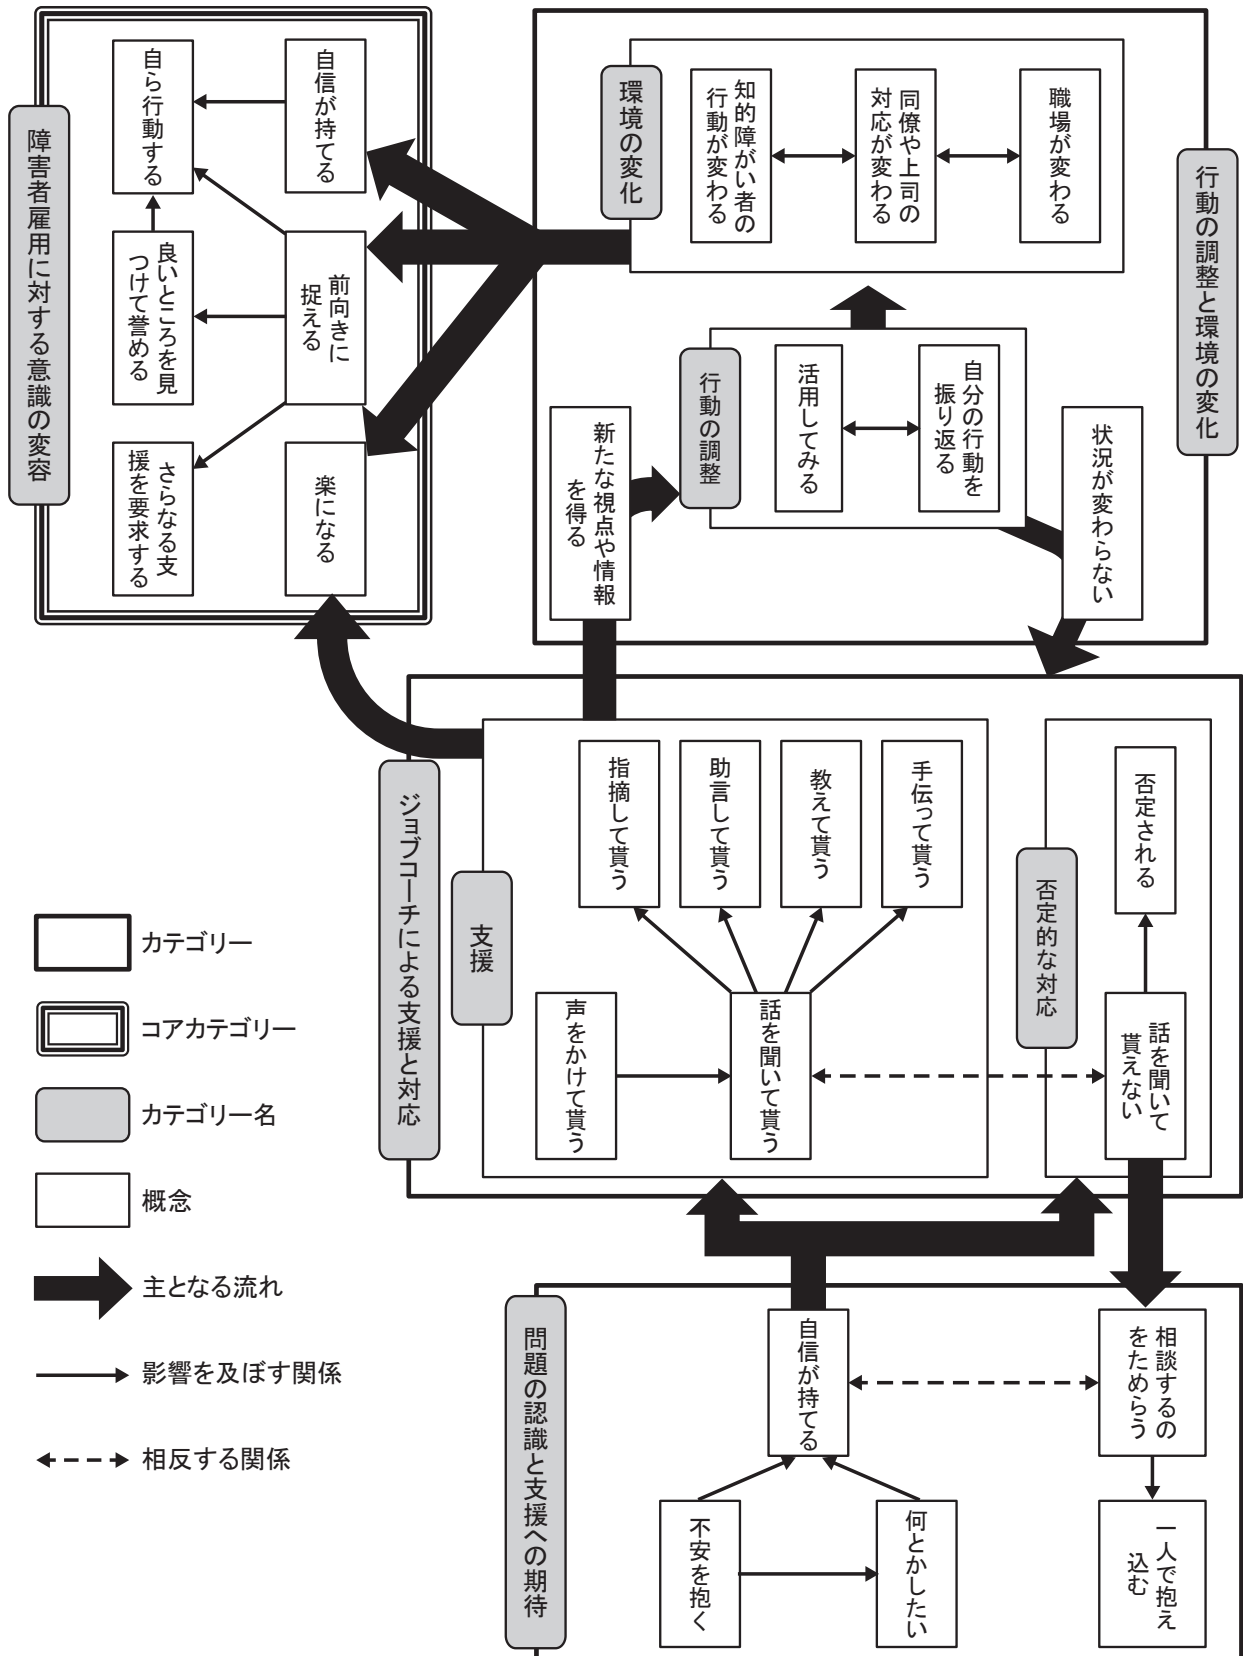 障害者雇用に対する意識の変容
自ら行動する
自信が持てる
良いところを見
つけて誉める
前向きに
捉える
さらなる支
援を要求する
楽になる
行動の調整と環境の変化
環境の変化
知的障がい者の
行動が変わる
同僚や上司の
対応が変わる
職場が変わる
行動の調整
活用してみる
自分の行動を
振り返る
新たな視点や情報
を得る
状況が変わらない
ジョブコーチによる支援と対応
支援
指摘して貰う
助言して貰う
教えて貰う
手伝って貰う
声をかけて貰う
話を聞いて貰う
否定的な対応
否定される
話を聞いて
貰えない
問題の認識と支援への期待
自信が持てる
相談するの
をためらう
不安を抱く
何とかしたい
一人で抱え
込む
カテゴリー
コアカテゴリー
カテゴリー名
概念
主となる流れ
影響を及ぼす関係
相反する関係